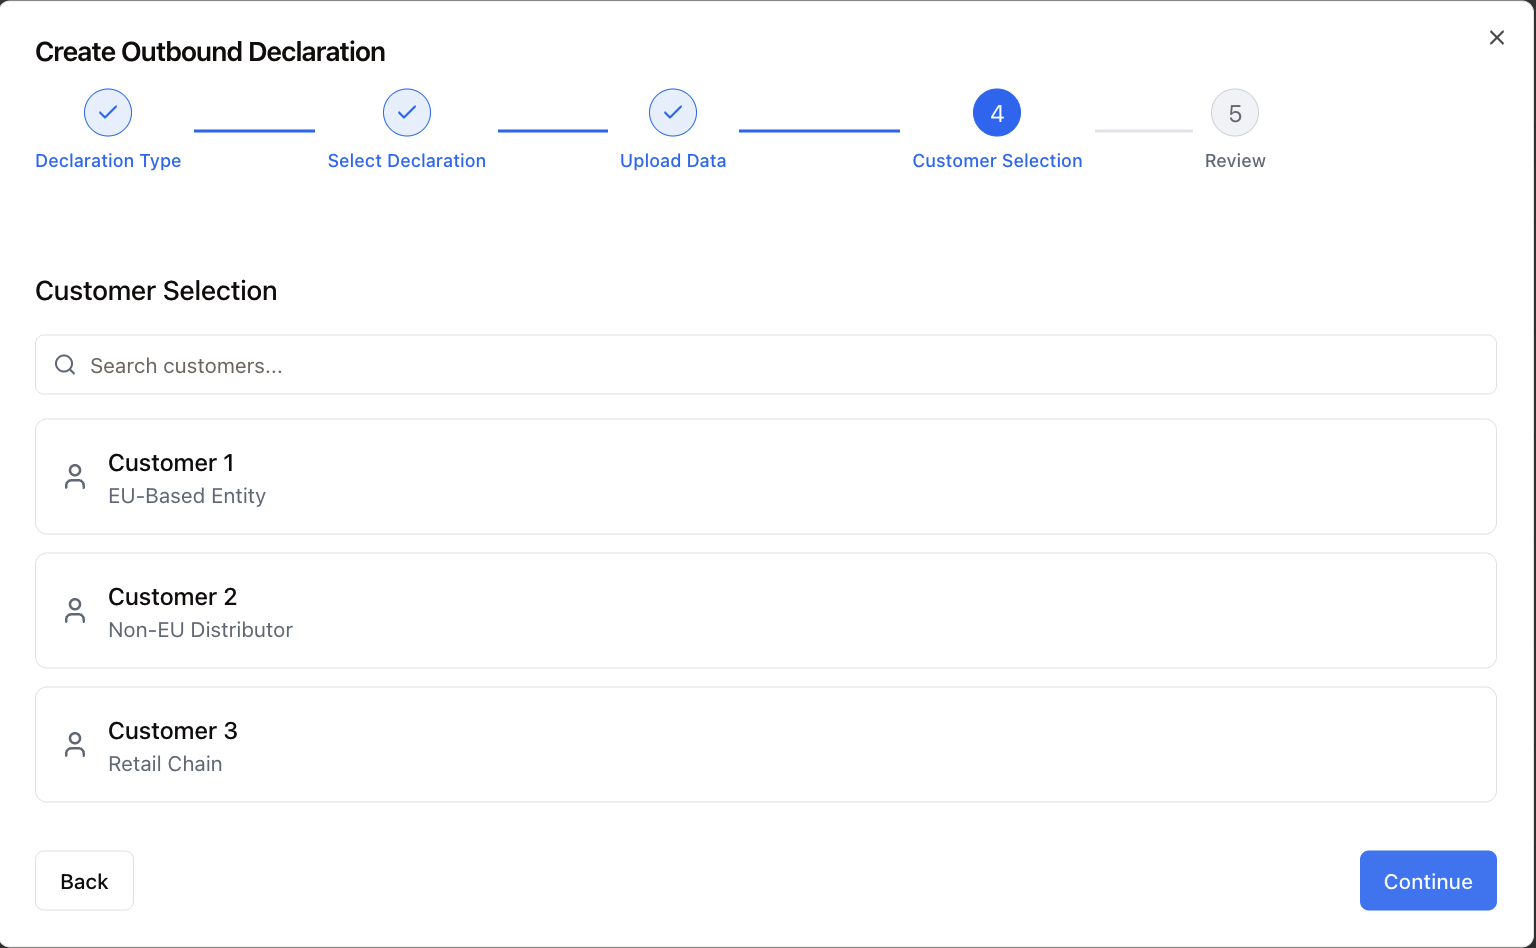 Create Outbound Declaration
4
5
Declaration Type
Select Declaration
Upload Data
Customer Selection
Review
Customer Selection
Search customers...
Customer 1
EU-Based Entity
Customer 2
Non-EU Distributor
Customer 3
Retail Chain
Back
Continue